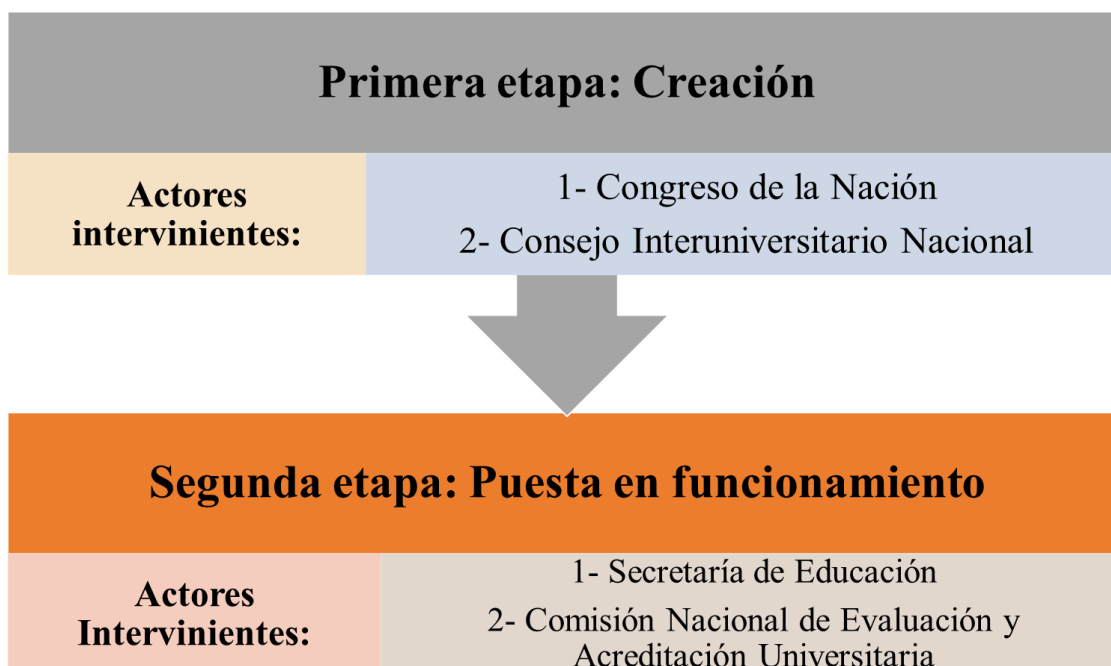 Primera etapa: Creación
Actores
intervinientes:
1- Congreso de la Nación
2- Consejo Interuniversitario Nacional
Segunda etapa: Puesta en funcionamiento
Actores
Intervinientes:
1- Secretaría de Educación
2- Comisión Nacional de Evaluación y
Acreditación Universitaria